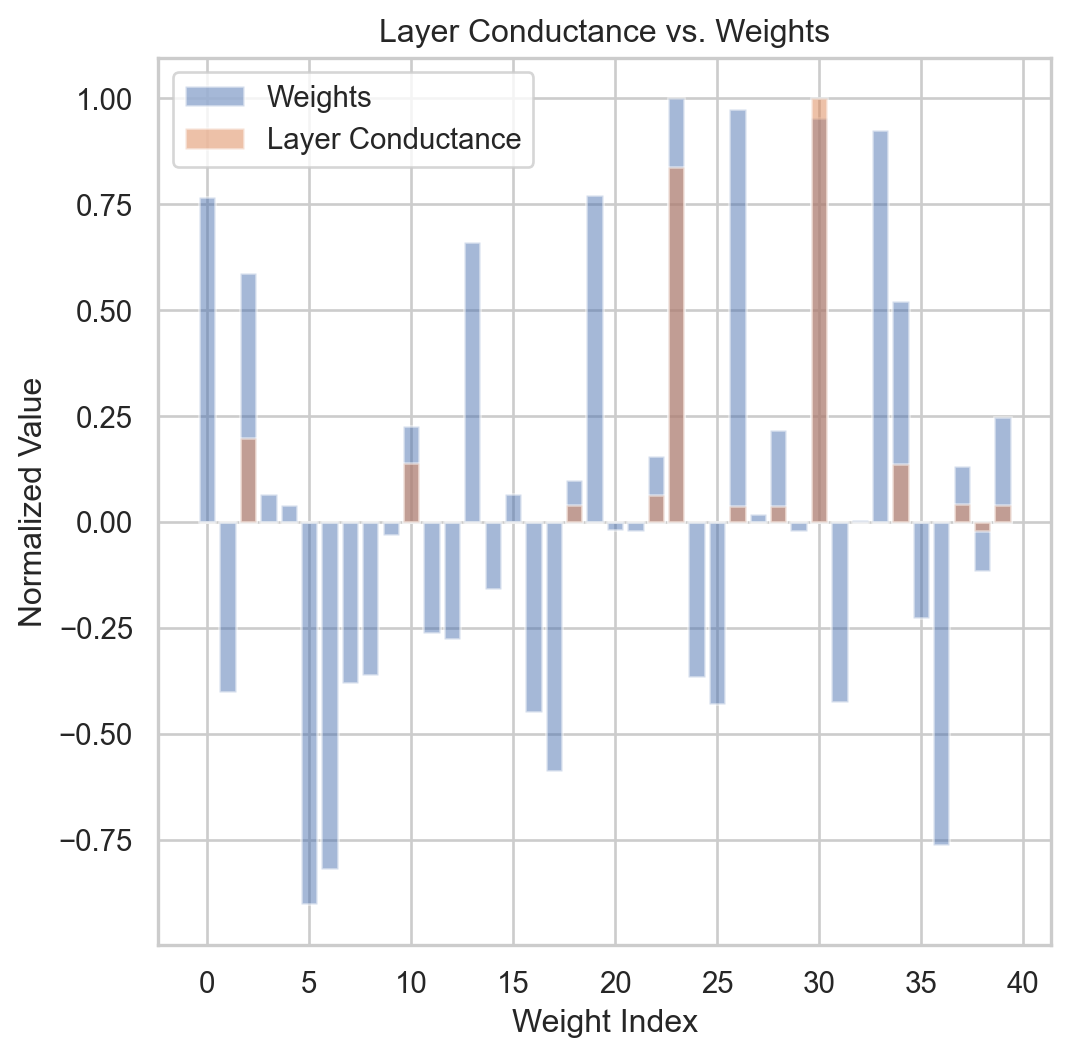 Layer Conductance vs. Weights
Weights
Layer Conductance
1.00
0.75
0.50
0.25
0.00
−0.25
−0.50
−0.75
Normalized Value
0 5 10 15 20 25 30 35 40
Weight Index